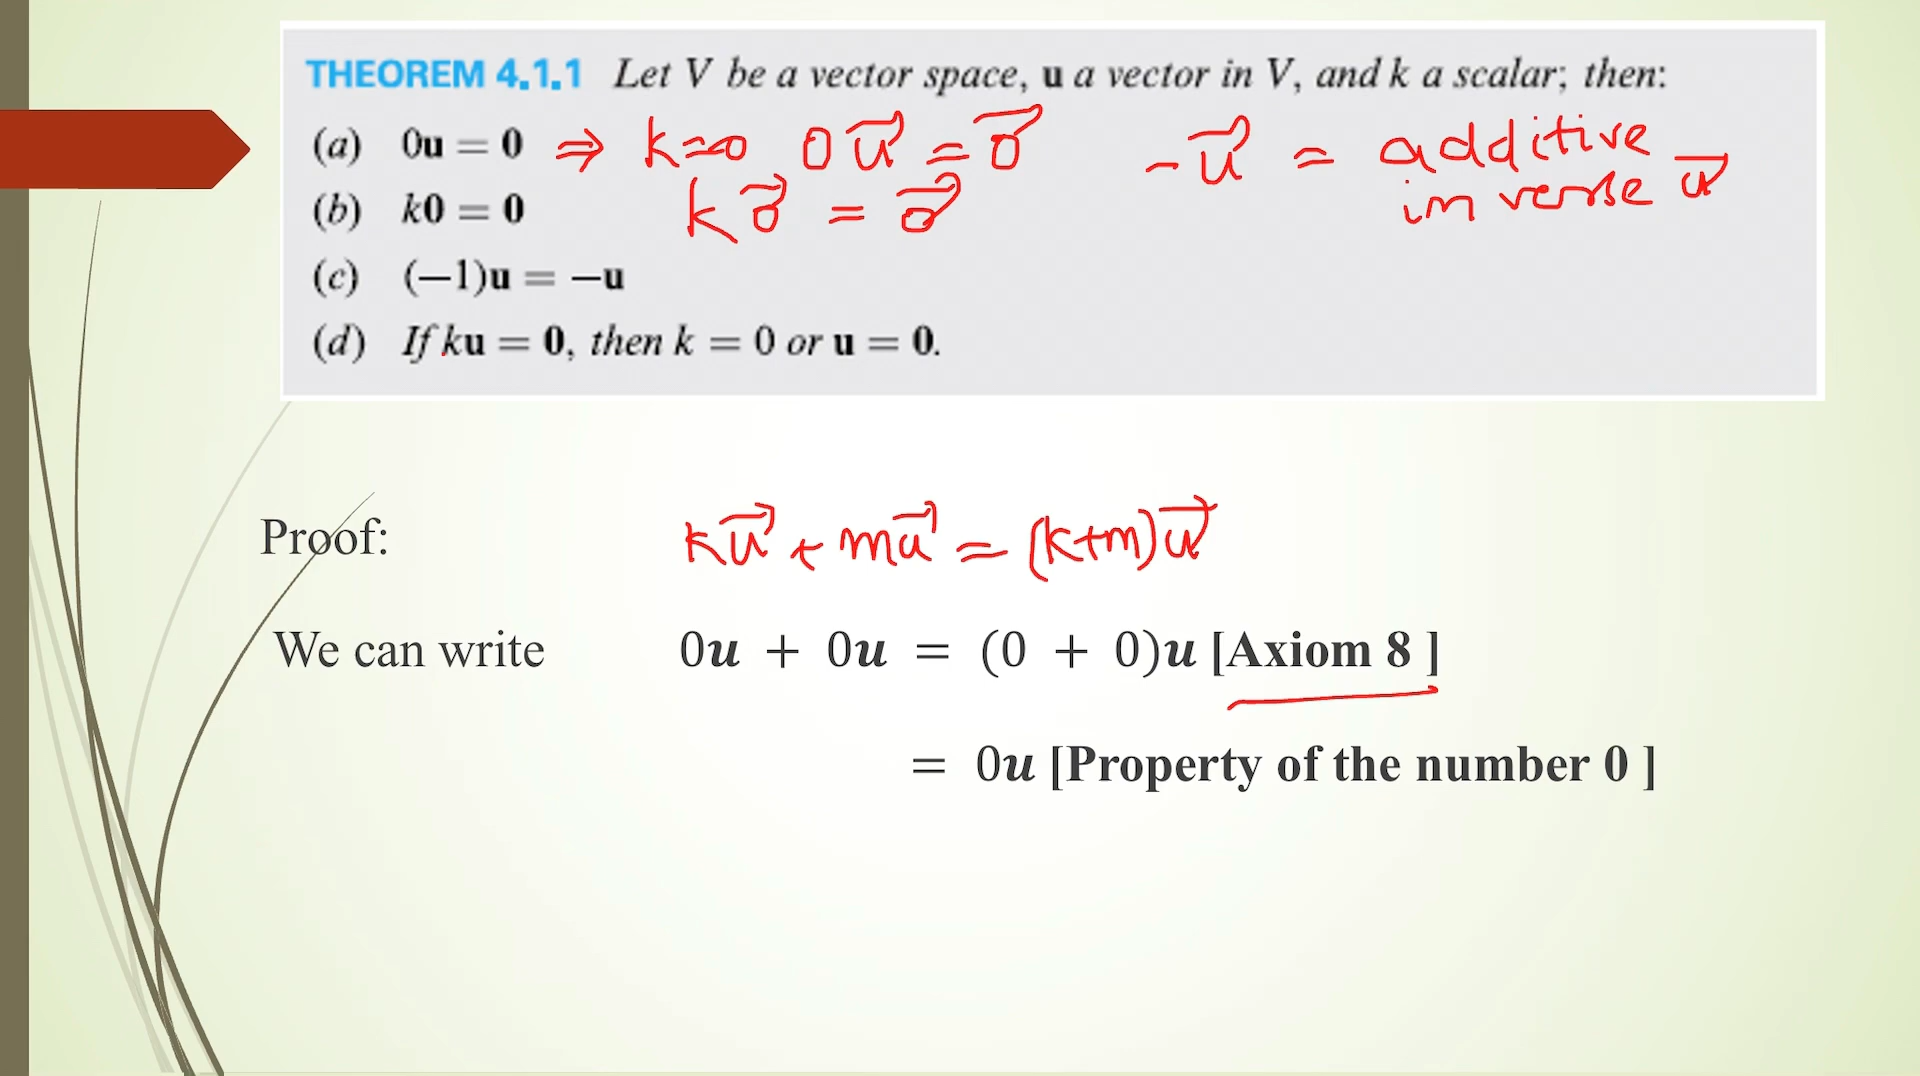 THEOREM 4.1.1 Let V be a vector space, u a vector in V, and k a scalar; then:
(a) 0u = 0 ⇒ k=0 0u⃗ = 0⃗ -u⃗ = additive inverse u⃗
(b) k0 = 0 k0⃗ = 0⃗
(c) (−1)u = −u
(d) If ku = 0, then k = 0 or u = 0.
Proof: ku⃗ + mu⃗ = (k+m)u⃗
We can write 0u + 0u = (0 + 0)u [Axiom 8 ]
= 0u [Property of the number 0 ]